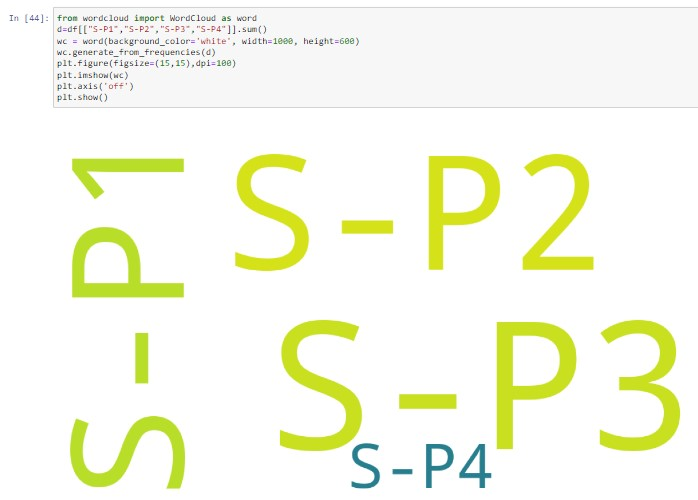 In [44]: from wordcloud import WordCloud as word
d=df[["S-P1","S-P2","S-P3","S-P4"]].sum()
wc = word(background_color='white', width=1000, height=600)
wc.generate_from_frequencies(d)
plt.figure(figsize=(15,15),dpi=100)
plt.imshow(wc)
plt.axis('off')
plt.show()
S-P1
S-P2
S-P3
S-P4